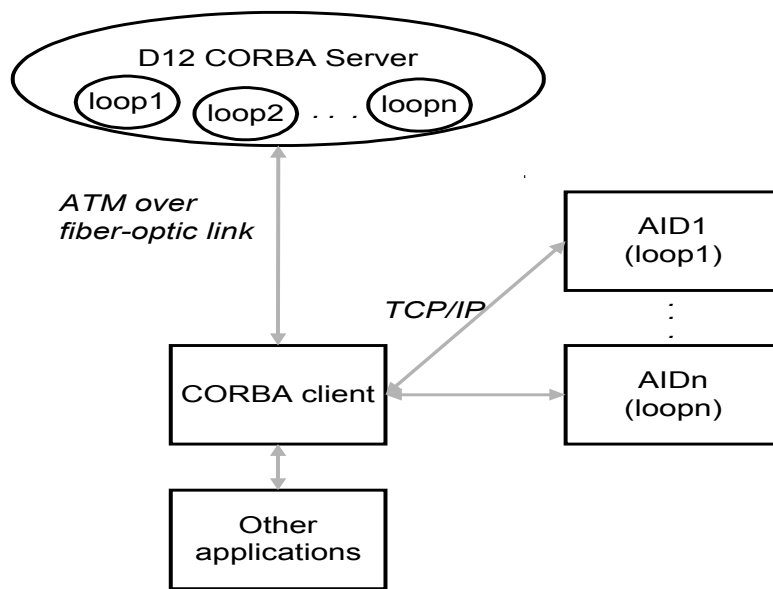 D12 CORBA Server
loop1
loop2
. . .
loopn
ATM over
fiber-optic link
AID1
(loop1)
TCP/IP
:
:
CORBA client
AIDn
(loopn)
Other
applications